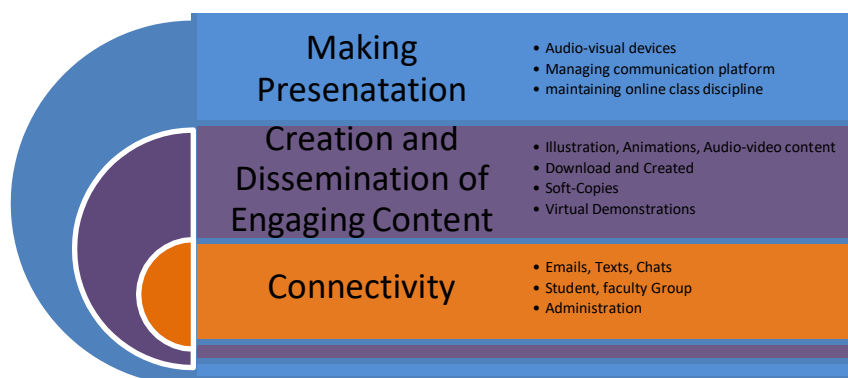 Making
Presenatation
• Audio-visual devices
• Managing communication platform
• maintaining online class discipline
Creation and
Dissemination of
Engaging Content
• Illustration, Animations, Audio-video content
• Download and Created
• Soft-Copies
• Virtual Demonstrations
Connectivity
• Emails, Texts, Chats
• Student, faculty Group
• Administration